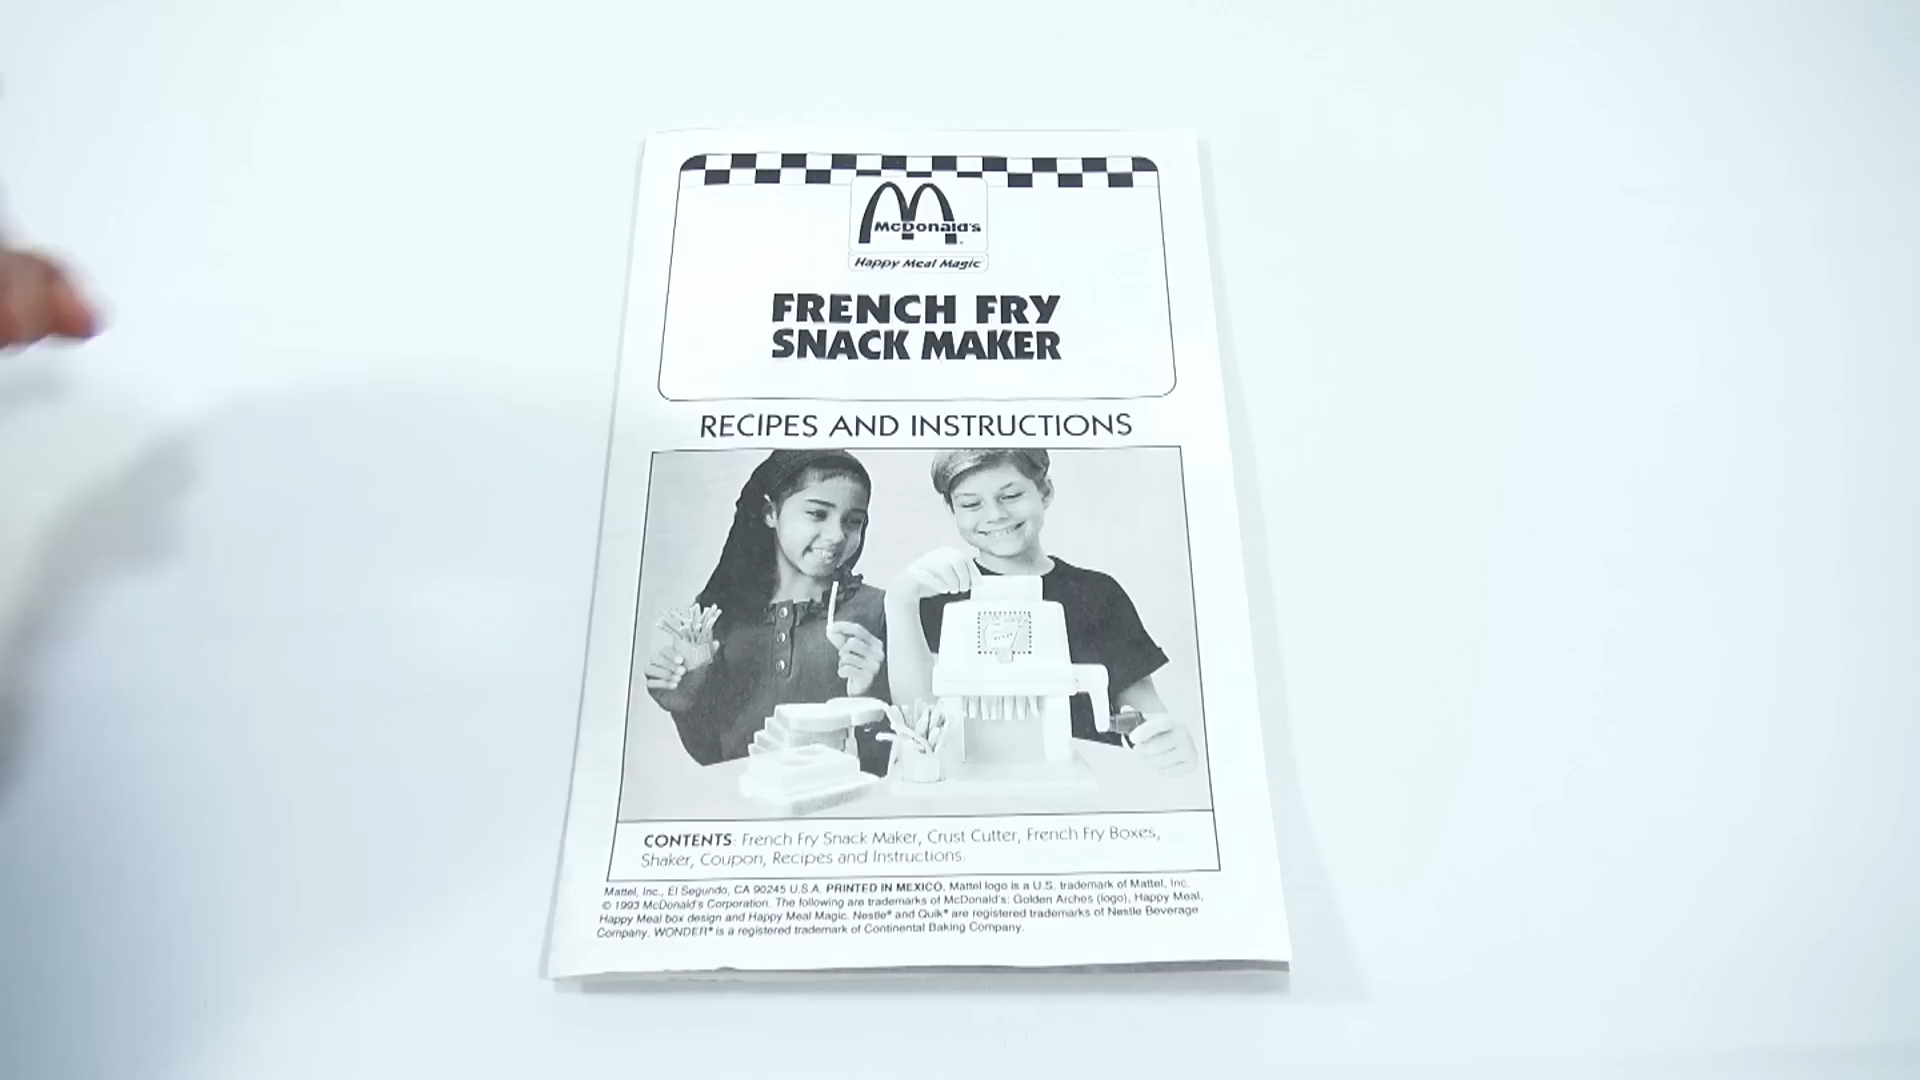 McDonald's
Happy Meal Magic
FRENCH FRY
SNACK MAKER
RECIPES AND INSTRUCTIONS
CONTENTS: French Fry Snack Maker, Crust Cutter, French Fry Boxes,
Shaker, Coupon, Recipes and Instructions.
Mattel, Inc., El Segundo, CA 90245 U.S.A. PRINTED IN MEXICO. Mattel logo is a U.S. trademark of Mattel, Inc.
© 1993 McDonald's Corporation. The following are trademarks of McDonald's: Golden Arches (logo), Happy Meal,
Happy Meal box design and Happy Meal Magic. Nestle® and Quik® are registered trademarks of Nestle Beverage
Company. WONDER® is a registered trademark of Continental Baking Company.